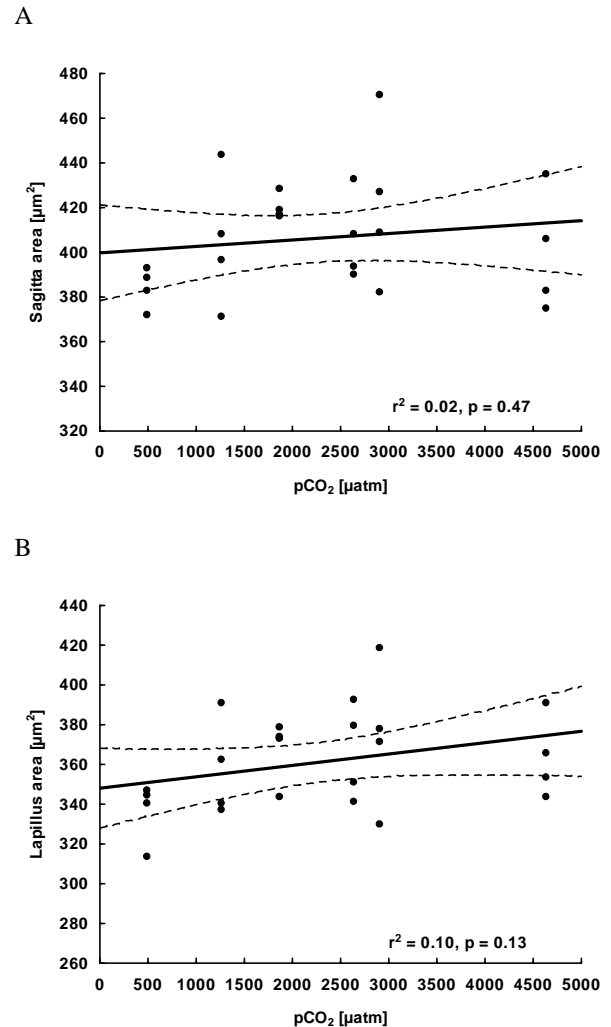 A
480
460
440
420
400
380
360
340
320
Sagitta area [µm²]
r² = 0.02, p = 0.47
0 500 1000 1500 2000 2500 3000 3500 4000 4500 5000
pCO₂ [µatm]
B
440
420
400
380
360
340
320
300
280
260
Lapillus area [µm²]
r² = 0.10, p = 0.13
0 500 1000 1500 2000 2500 3000 3500 4000 4500 5000
pCO₂ [µatm]